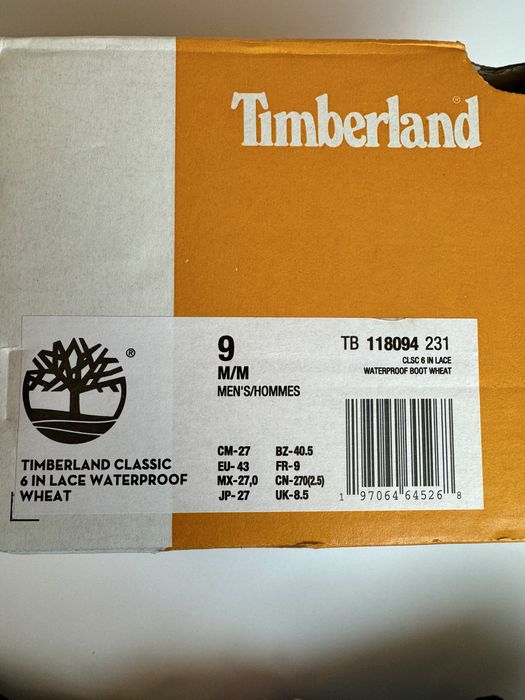 Timberland®
®
TIMBERLAND CLASSIC
6 IN LACE WATERPROOF
WHEAT
9
M/M
MEN'S/HOMMES
CM-27 BZ-40.5
EU-43 FR-9
MX-27,0 CN-270(2.5)
JP-27 UK-8.5
TB 118094 231
CLSC 6 IN LACE
WATERPROOF BOOT WHEAT
1 97064 64526 8